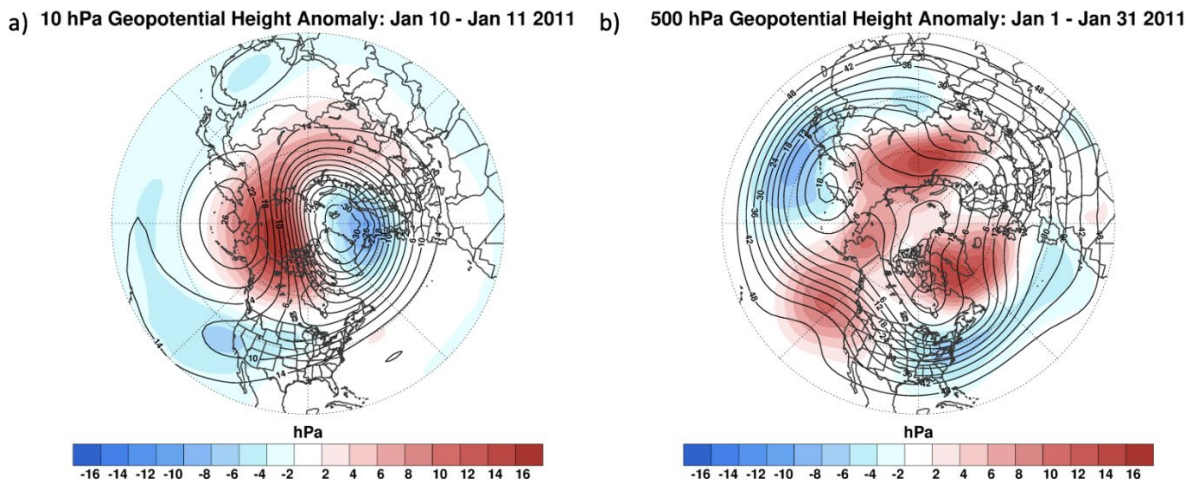 a) 10 hPa Geopotential Height Anomaly: Jan 10 - Jan 11 2011
b) 500 hPa Geopotential Height Anomaly: Jan 1 - Jan 31 2011
hPa
-16 -14 -12 -10 -8 -6 -4 -2 2 4 6 8 10 12 14 16
hPa
-16 -14 -12 -10 -8 -6 -4 -2 2 4 6 8 10 12 14 16